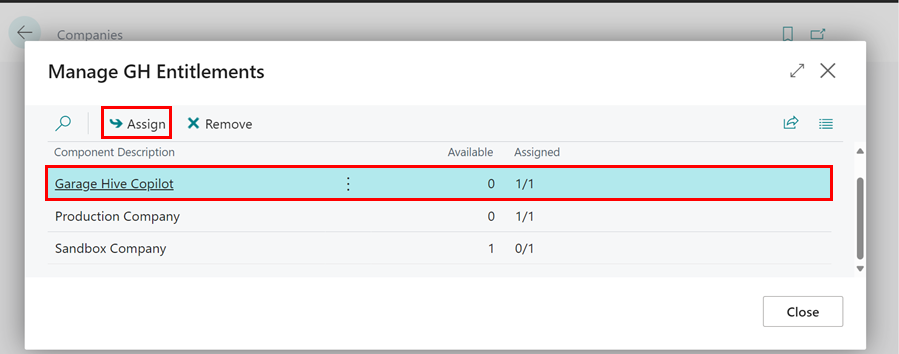 Companies
Manage GH Entitlements
Assign Remove
Component Description Available Assigned
Garage Hive Copilot 0 1/1
Production Company 0 1/1
Sandbox Company 1 0/1
Close